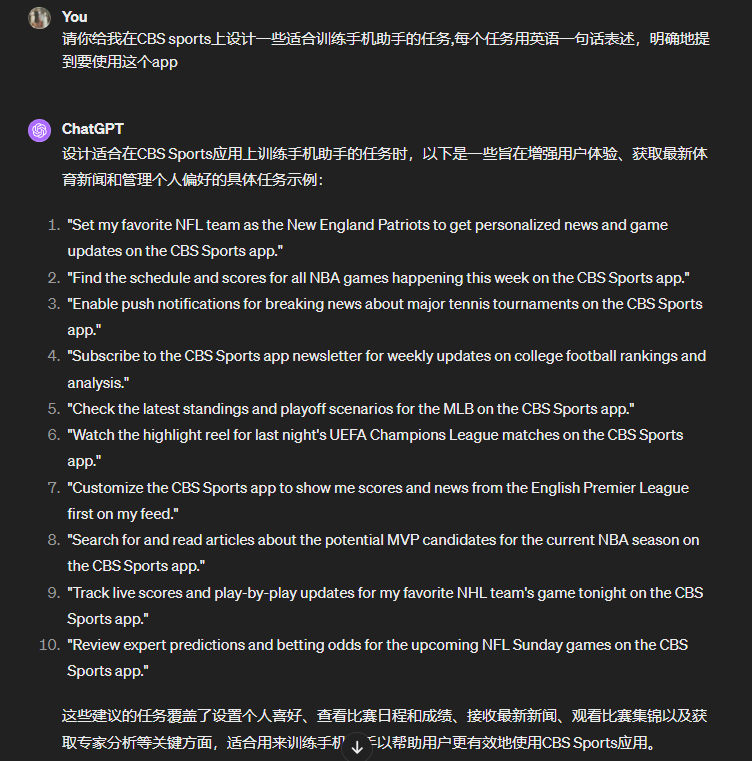 You
请你给我在CBS sports上设计一些适合训练手机助手的任务,每个任务用英语一句话表述，明确地提
到要使用这个app
ChatGPT
设计适合在CBS Sports应用上训练手机助手的任务时，以下是一些旨在增强用户体验、获取最新体
育新闻和管理个人偏好的具体任务示例：
1. "Set my favorite NFL team as the New England Patriots to get personalized news and game
updates on the CBS Sports app."
2. "Find the schedule and scores for all NBA games happening this week on the CBS Sports app."
3. "Enable push notifications for breaking news about major tennis tournaments on the CBS Sports
app."
4. "Subscribe to the CBS Sports app newsletter for weekly updates on college football rankings and
analysis."
5. "Check the latest standings and playoff scenarios for the MLB on the CBS Sports app."
6. "Watch the highlight reel for last night's UEFA Champions League matches on the CBS Sports
app."
7. "Customize the CBS Sports app to show me scores and news from the English Premier League
first on my feed."
8. "Search for and read articles about the potential MVP candidates for the current NBA season on
the CBS Sports app."
9. "Track live scores and play-by-play updates for my favorite NHL team's game tonight on the CBS
Sports app."
10. "Review expert predictions and betting odds for the upcoming NFL Sunday games on the CBS
Sports app."
这些建议的任务覆盖了设置个人喜好、查看比赛日程和成绩、接收最新新闻、观看比赛集锦以及获
取专家分析等关键方面，适合用来训练手机手以帮助用户更有效地使用CBS Sports应用。